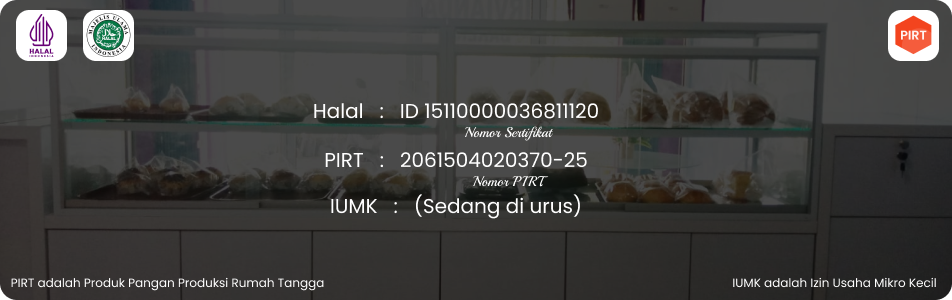 HALAL
INDONESIA
MAJELIS ULAMA
INDONESIA
PIRT
Halal : ID 15110000036811120
Nomor Sertifikat
PIRT : 2061504020370-25
Nomor PIRT
IUMK : (Sedang di urus)
PIRT adalah Produk Pangan Produksi Rumah Tangga
IUMK adalah Izin Usaha Mikro Kecil